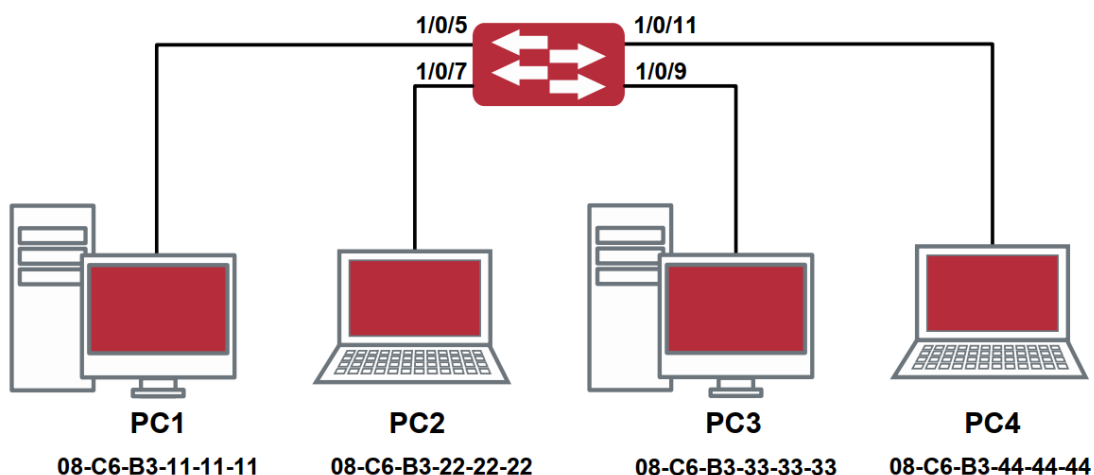 1/0/5
1/0/11
1/0/7
1/0/9
PC1
PC2
PC3
PC4
08-C6-B3-11-11-11
08-C6-B3-22-22-22
08-C6-B3-33-33-33
08-C6-B3-44-44-44